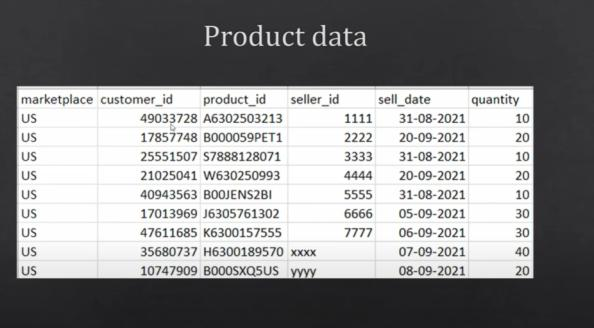 Product data
marketplace customer_id product_id seller_id sell_date quantity
US 49033728 A6302503213 1111 31-08-2021 10
US 17857748 B000059PET1 2222 20-09-2021 20
US 25551507 S7888128071 3333 31-08-2021 10
US 21025041 W630250993 4444 20-09-2021 20
US 40943563 B00JENS2BI 5555 31-08-2021 10
US 17013969 J6305761302 6666 05-09-2021 30
US 47611685 K6300157555 7777 06-09-2021 30
US 35680737 H6300189570 xxxx 07-09-2021 40
US 10747909 B000SXQ5US yyyy 08-09-2021 20